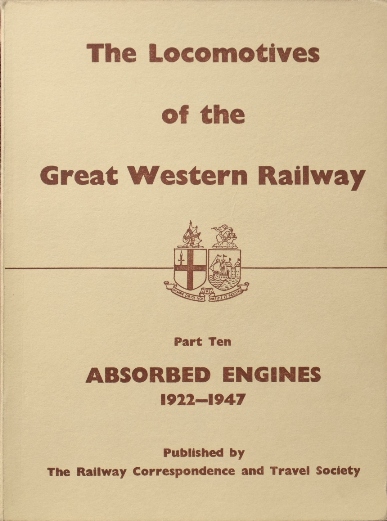 The Locomotives
of the
Great Western Railway
Part Ten
ABSORBED ENGINES
1922—1947
Published by
The Railway Correspondence and Travel Society